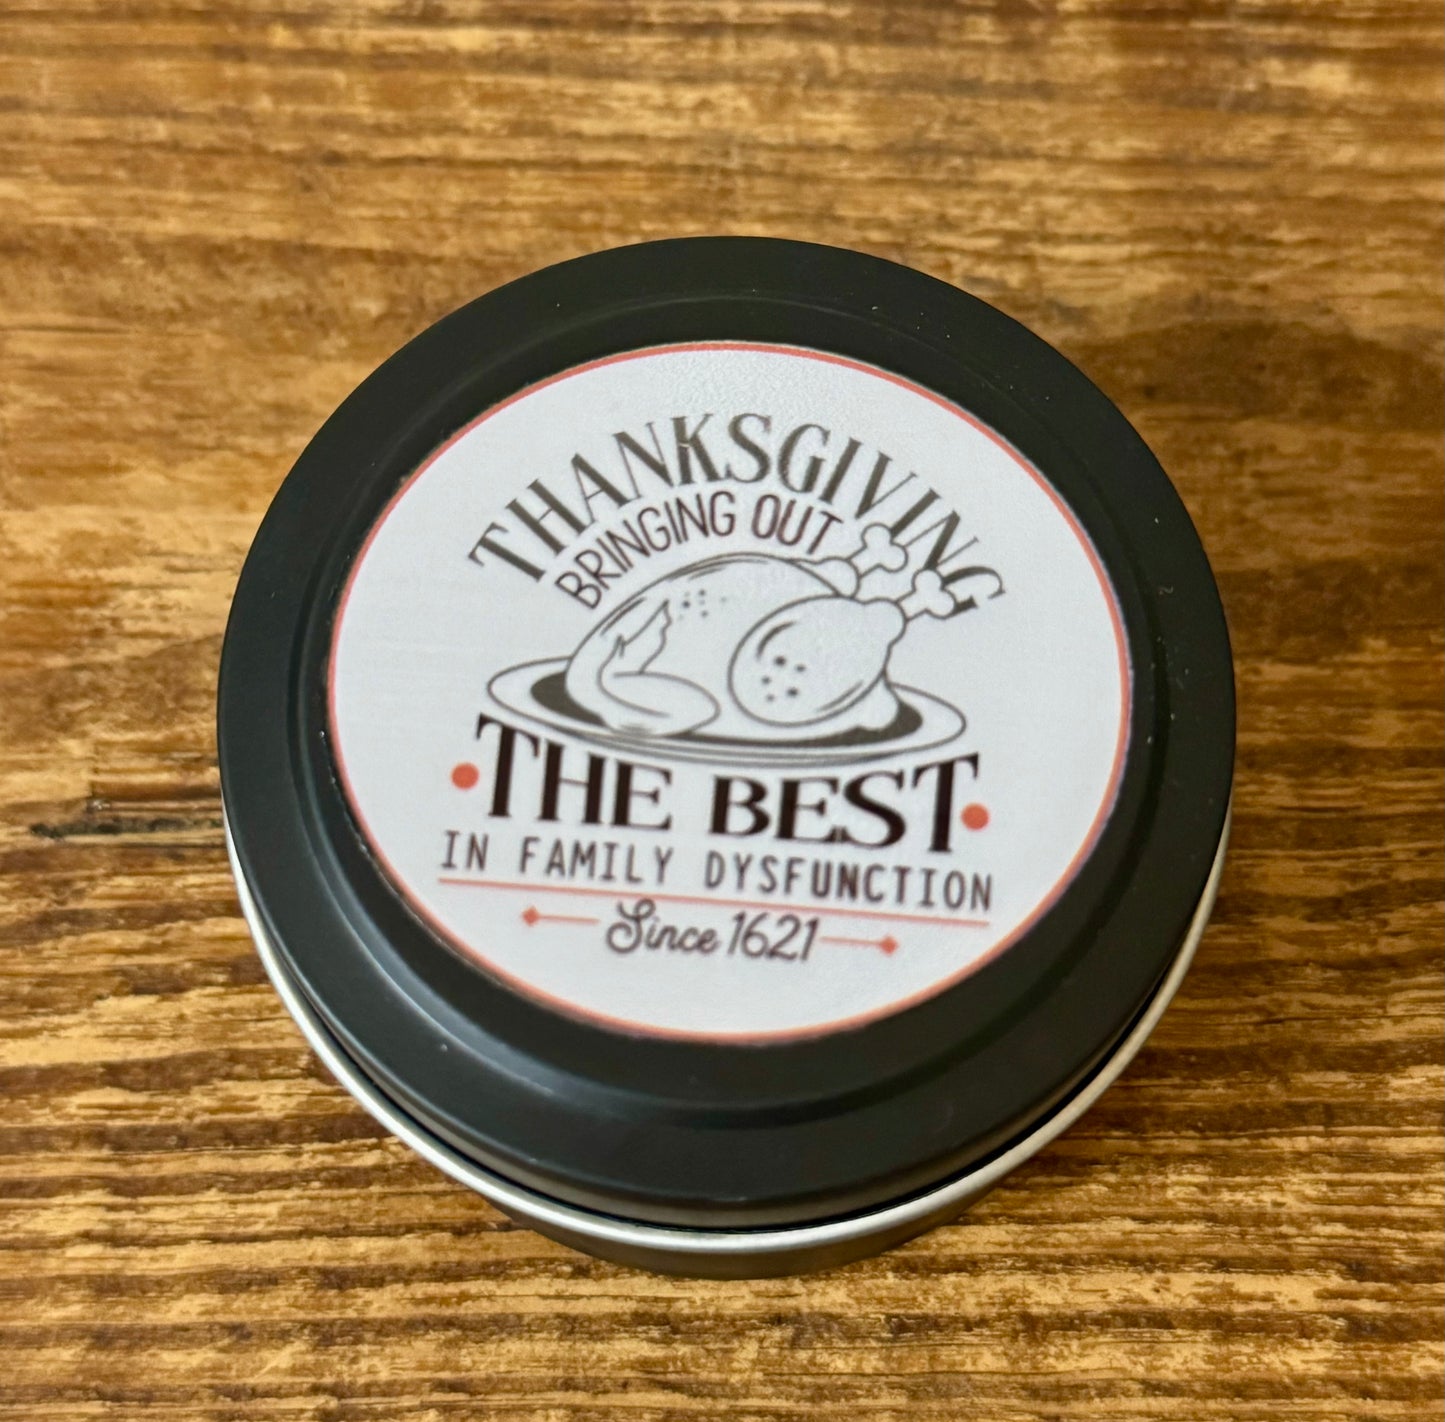 THANKSGIVING
BRINGING OUT
THE BEST
IN FAMILY DYSFUNCTION
Since 1621